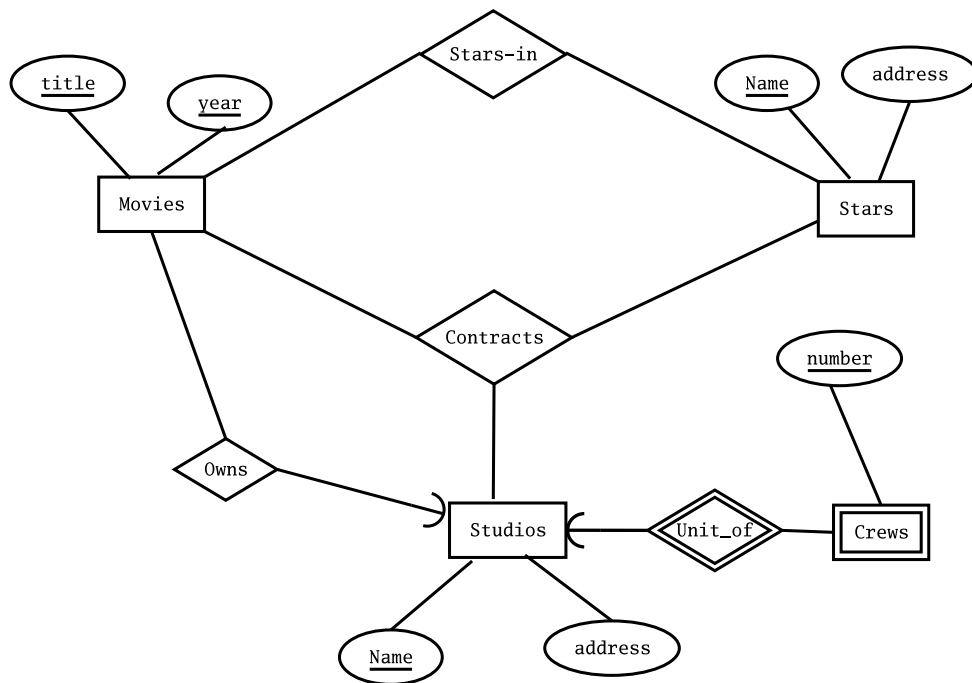 Stars-in
title
year
Name
address
Movies
Stars
Contracts
number
Owns
Studios
Unit_of
Crews
Name
address